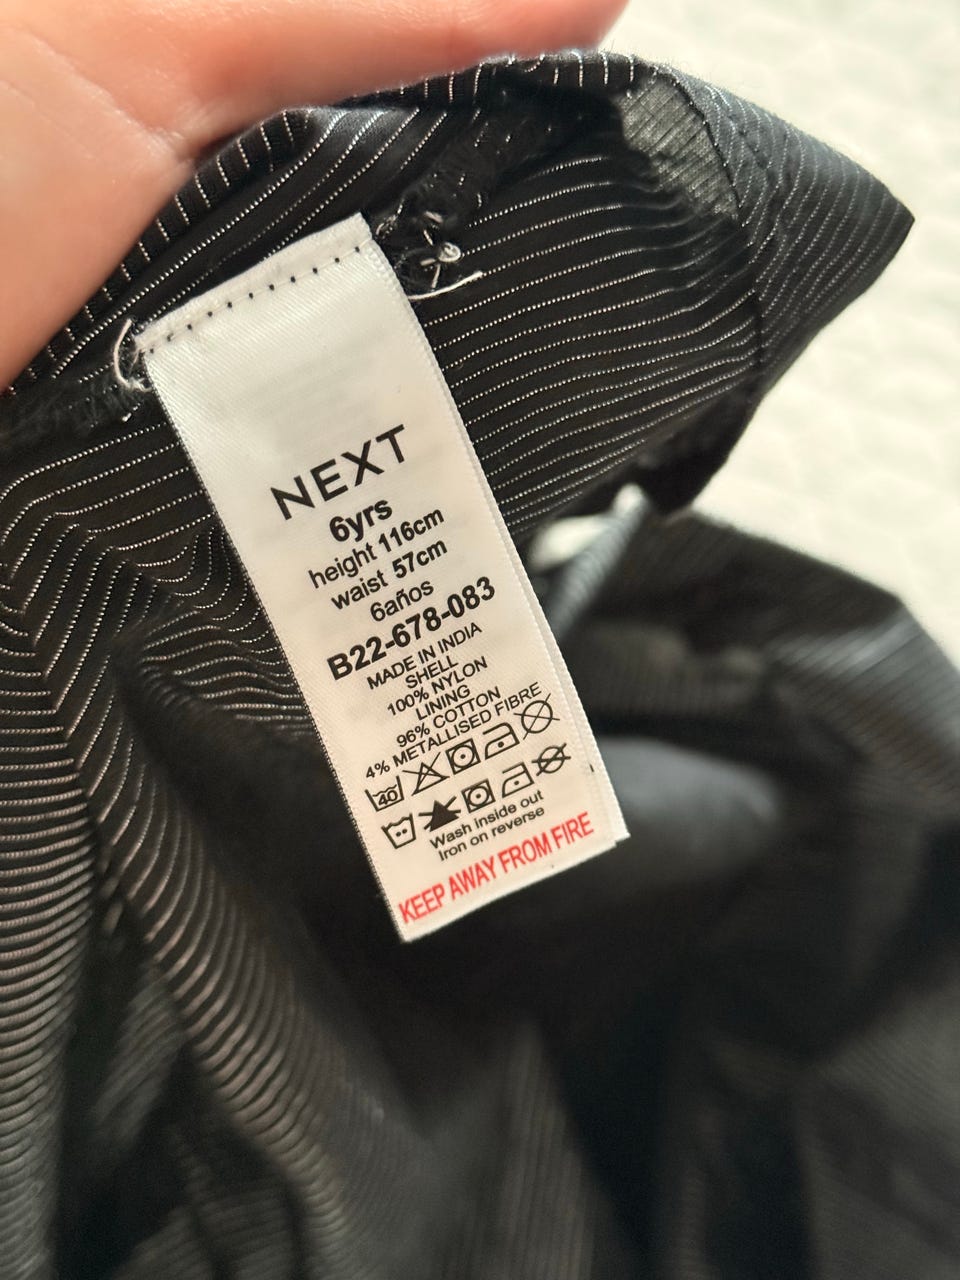 NEXT
6yrs
height 116cm
waist 57cm
6años
B22-678-083
MADE IN INDIA
SHELL
100% NYLON
LINING
96% COTTON
4% METALLISED FIBRE
40
Wash inside out
Iron on reverse
KEEP AWAY FROM FIRE